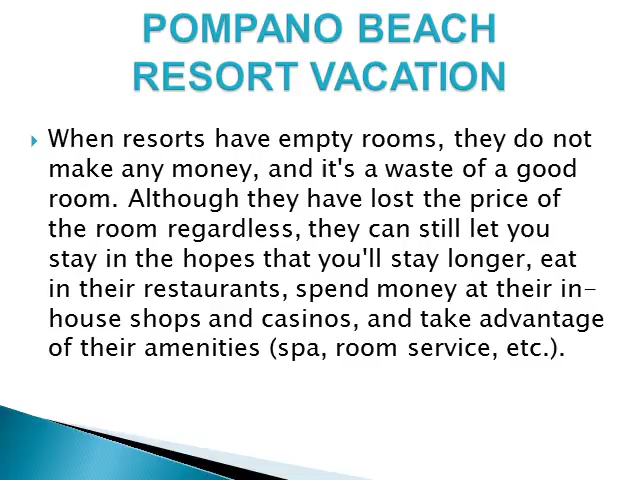 POMPANO BEACH
RESORT VACATION
When resorts have empty rooms, they do not
make any money, and it's a waste of a good
room. Although they have lost the price of
the room regardless, they can still let you
stay in the hopes that you'll stay longer, eat
in their restaurants, spend money at their in-
house shops and casinos, and take advantage
of their amenities (spa, room service, etc.).